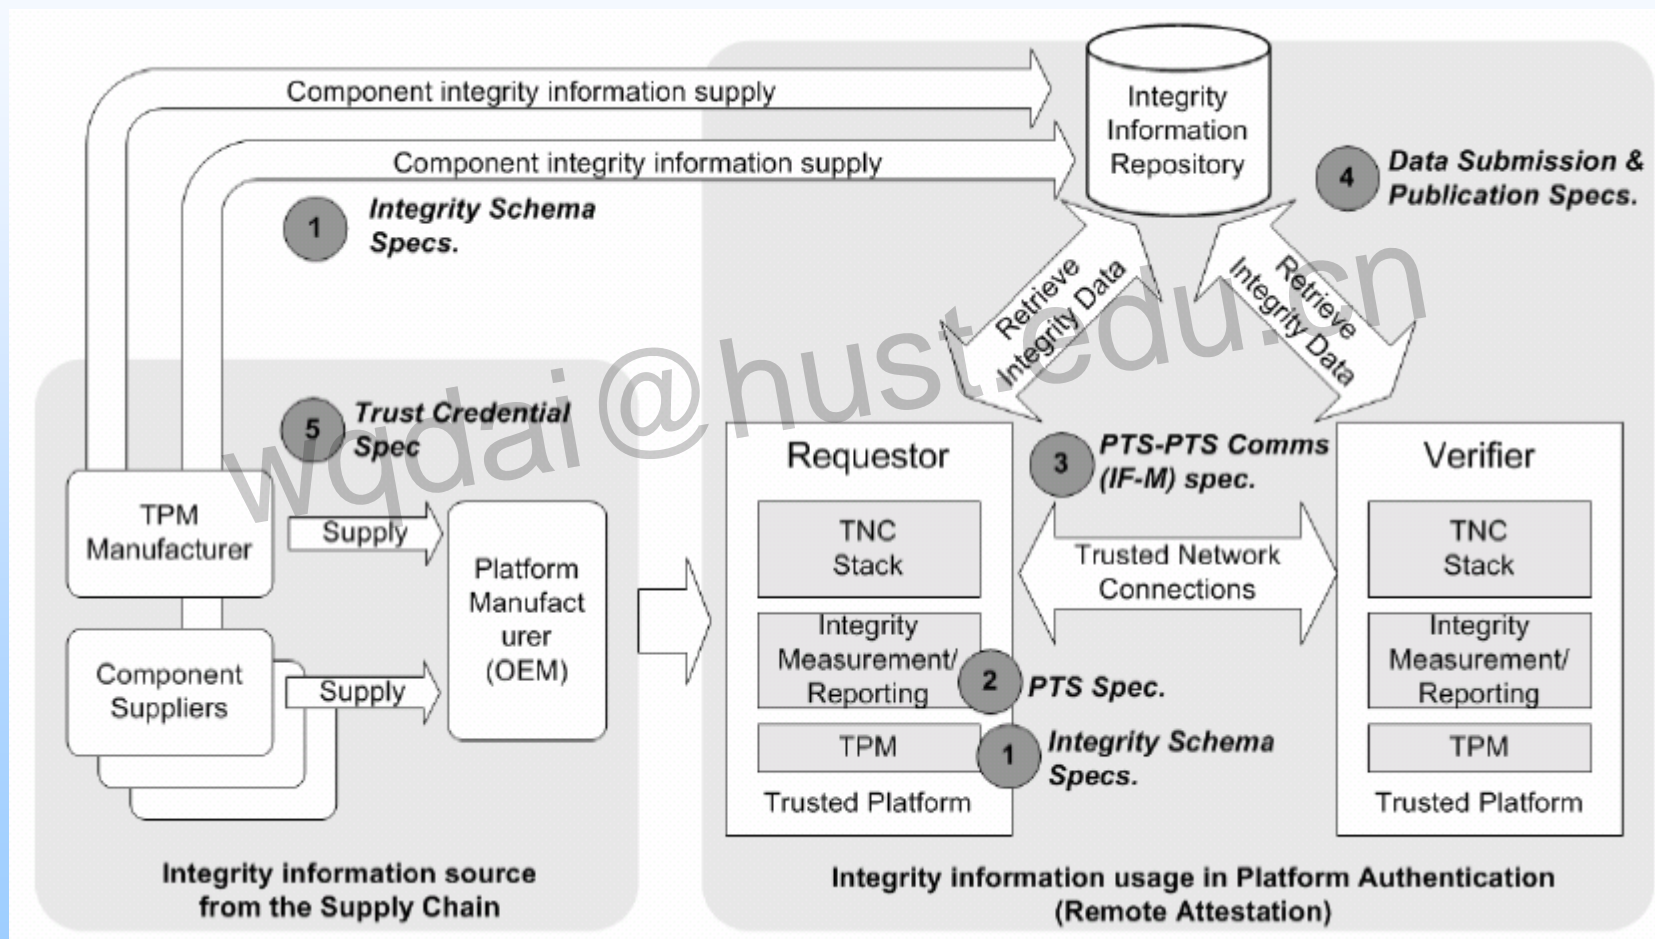 Component integrity information supply
Component integrity information supply
Integrity
Information
Repository
1
Integrity Schema
Specs.
4
Data Submission &
Publication Specs.
Retrieve
Integrity Data
Retrieve
Integrity Data
wqdai@hust.edu.cn
5
Trust Credential
Spec
TPM
Manufacturer
Supply
Component
Suppliers
Supply
Platform
Manufact
urer
(OEM)
Integrity information source
from the Supply Chain
Requestor
TNC
Stack
Integrity
Measurement/
Reporting
TPM
Trusted Platform
3
PTS-PTS Comms
(IF-M) spec.
Trusted Network
Connections
2
PTS Spec.
1
Integrity Schema
Specs.
Verifier
TNC
Stack
Integrity
Measurement/
Reporting
TPM
Trusted Platform
Integrity information usage in Platform Authentication
(Remote Attestation)